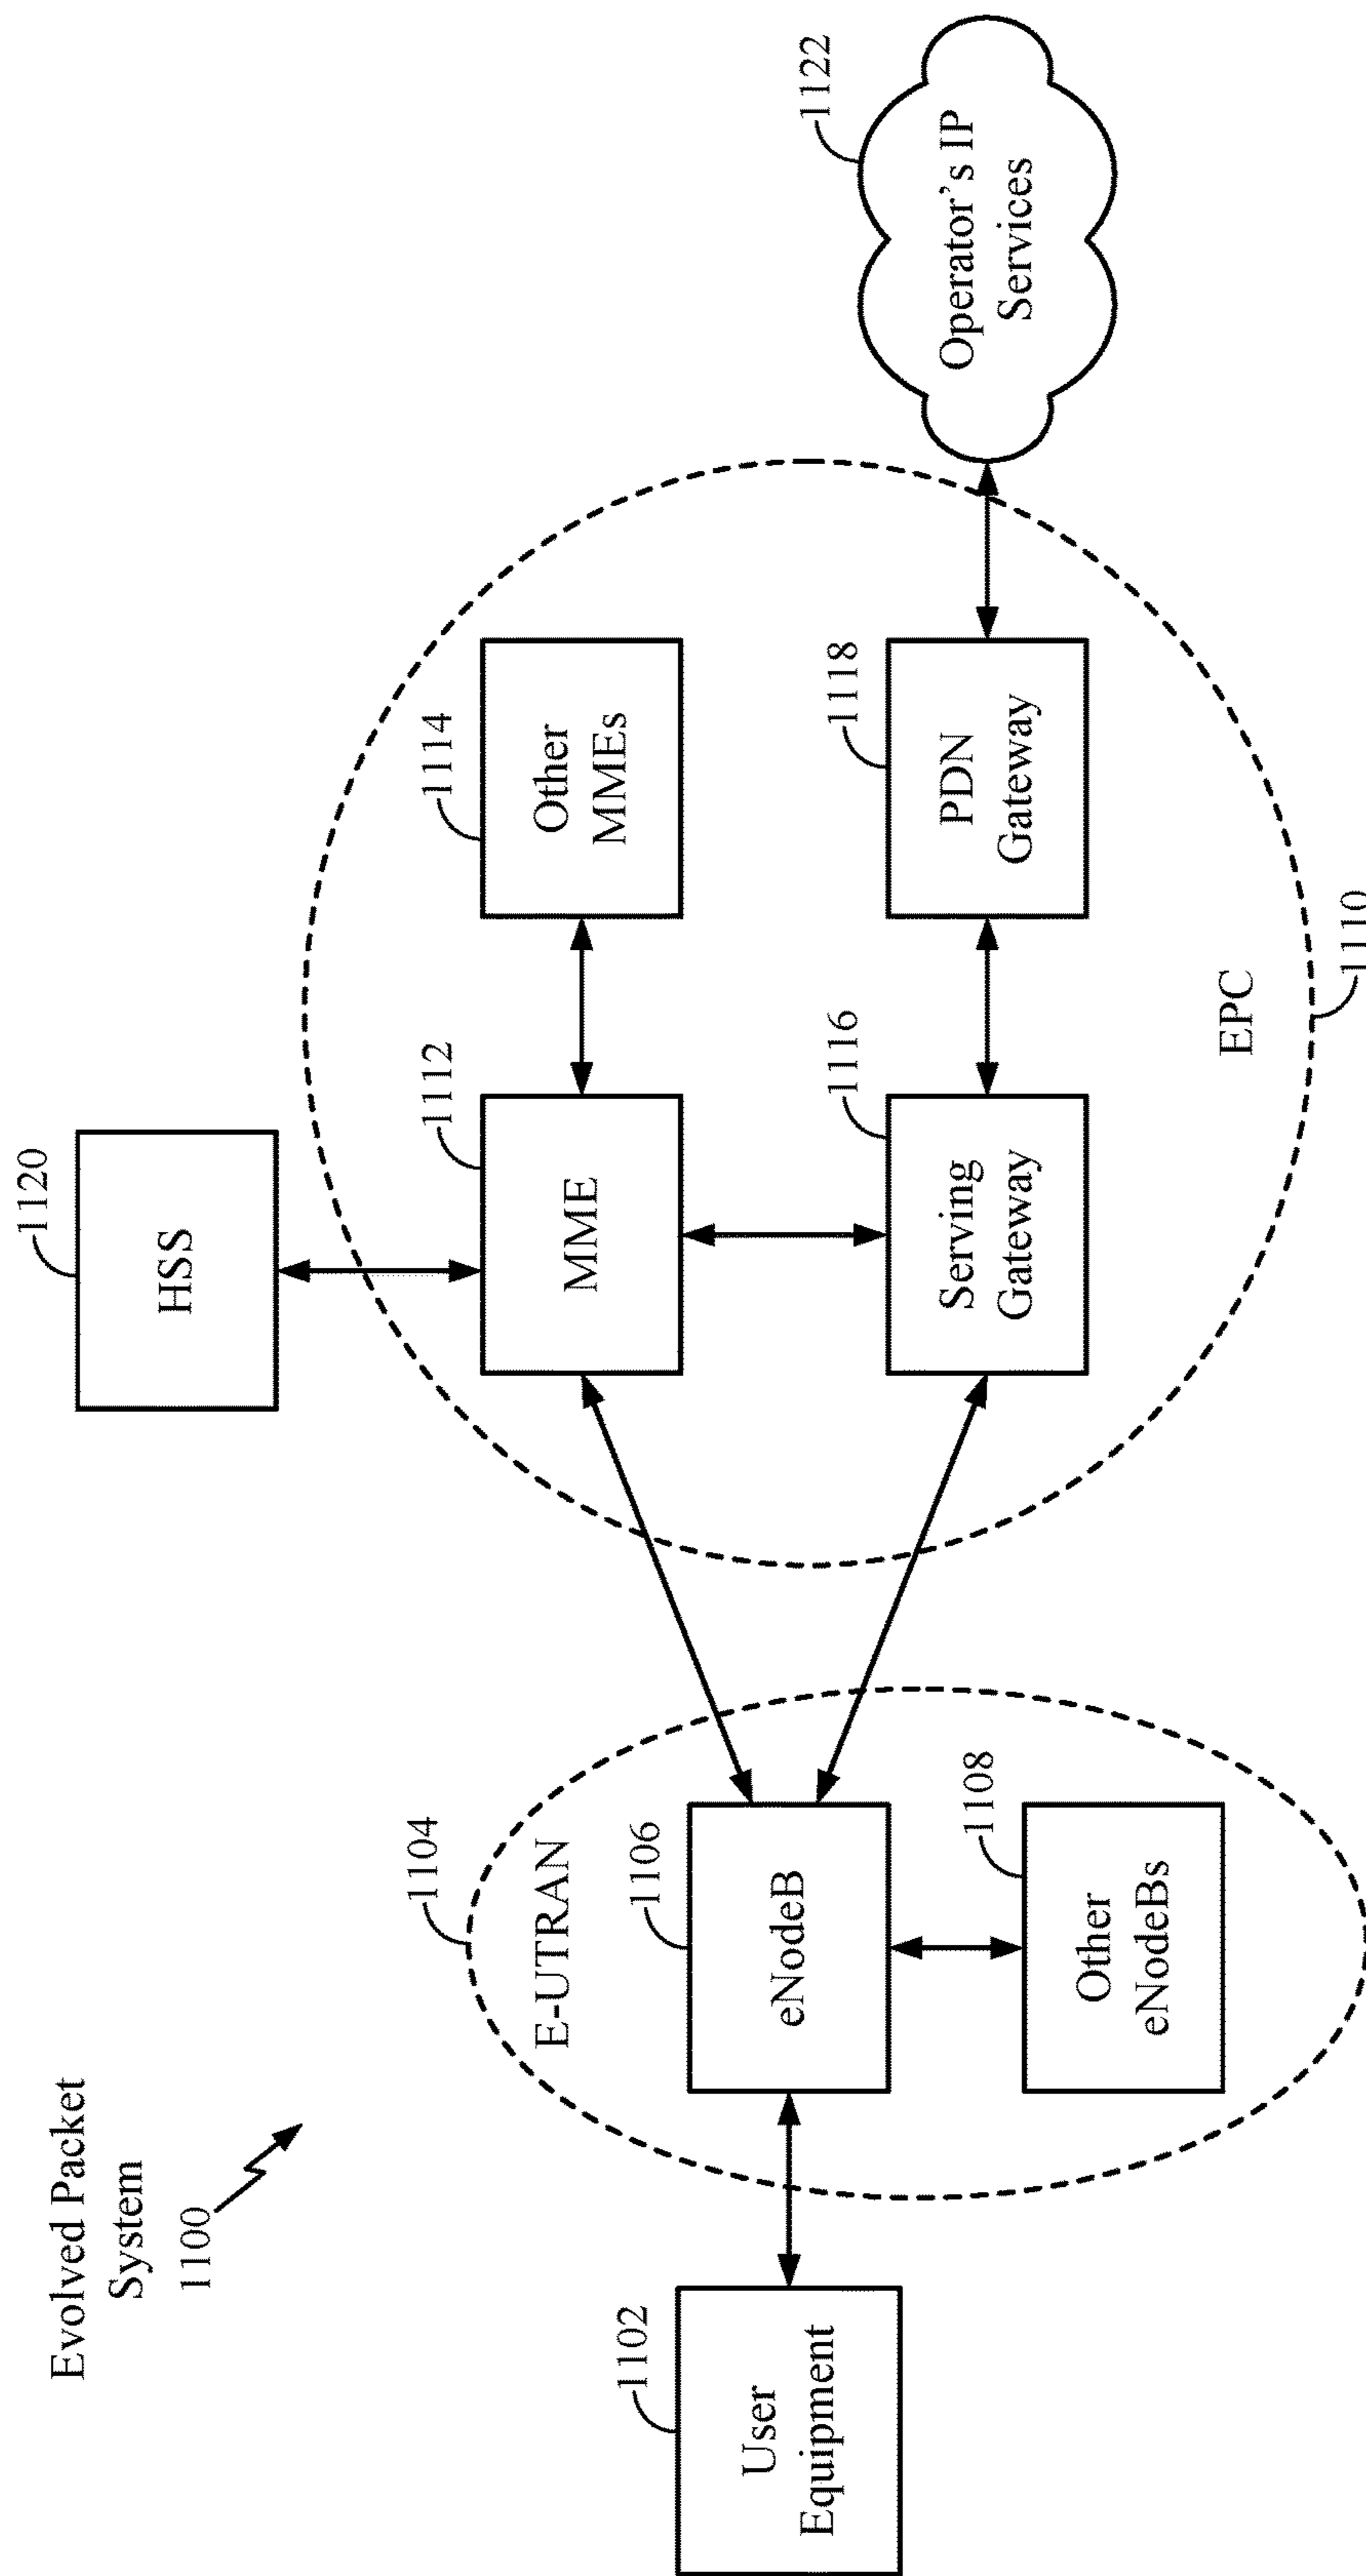 Evolved Packet
System
1100
1102
User
Equipment
1104
E-UTRAN
1106
eNodeB
1108
Other
eNodeBs
1120
HSS
1112
MME
1114
Other
MMEs
1116
Serving
Gateway
1118
PDN
Gateway
EPC
1110
1122
Operator's IP
Services